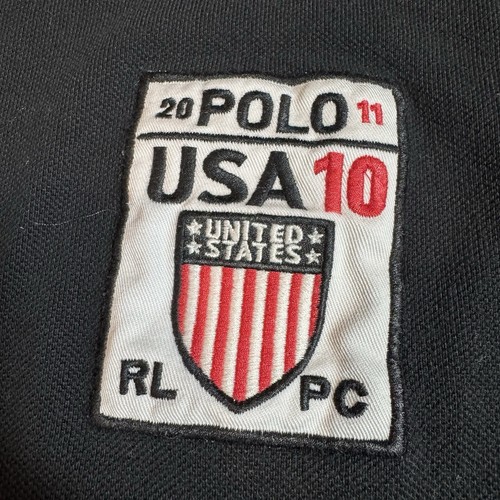 20 POLO 11
USA 10
UNITED
STATES
RL PC